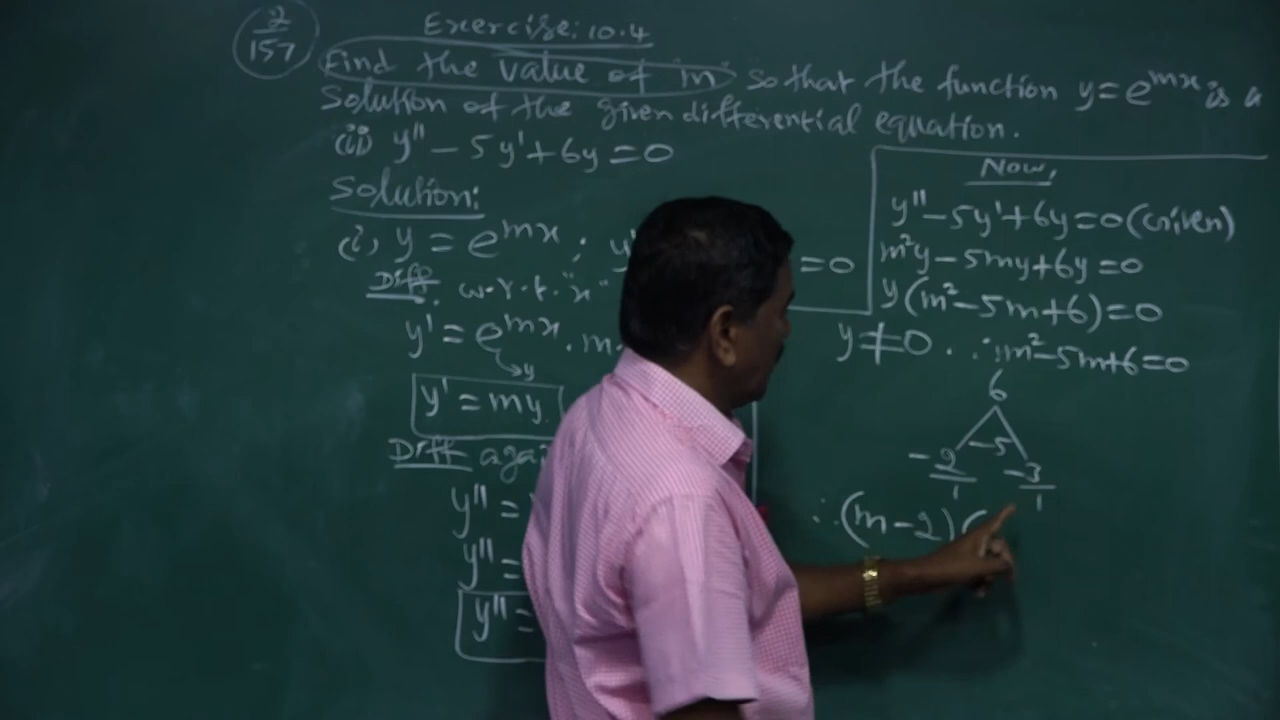 2/157
Exercise: 10.4
Find the value of "m" so that the function y = e^mx is a
Solution of the given differential equation.
(ii) y'' - 5y' + 6y = 0
Solution:
(i) y = e^mx ; y'
= 0
Diff. w.r.t. "x"
y' = e^mx . m
y
y' = my
Diff again
y'' =
y'' =
y'' =
Now,
y'' - 5y' + 6y = 0 (Given)
m²y - 5my + 6y = 0
y(m² - 5m + 6) = 0
y ≠ 0 . ∴ m² - 5m + 6 = 0
6
-5
-2/1 -3/1
∴ (m - 2) (